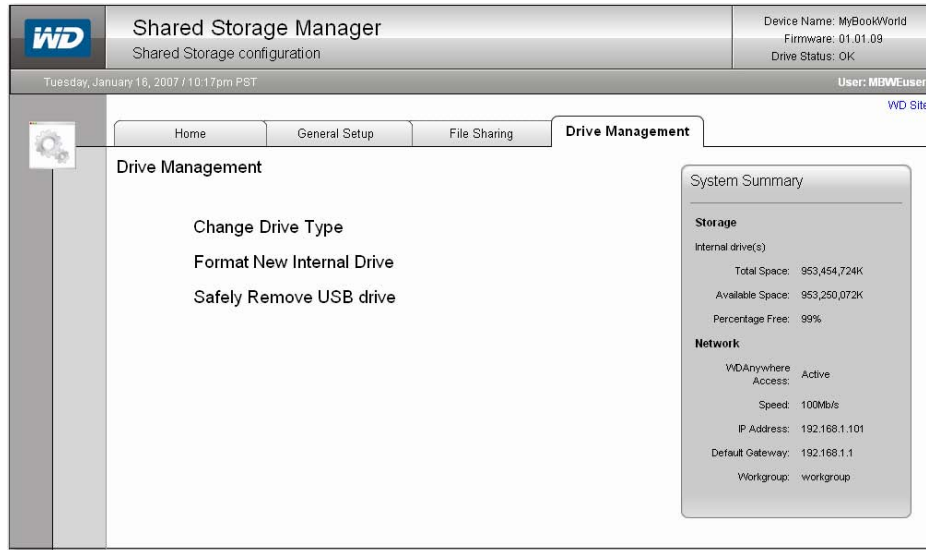 WD
Shared Storage Manager
Shared Storage configuration
Device Name: MyBookWorld
Firmware: 01.01.09
Drive Status: OK
Tuesday, January 16, 2007 / 10:17pm PST
User: MBWEuser
WD Site
Home
General Setup
File Sharing
Drive Management
Drive Management
Change Drive Type
Format New Internal Drive
Safely Remove USB drive
System Summary
Storage
Internal drive(s)
Total Space: 953,454,724K
Available Space: 953,250,072K
Percentage Free: 99%
Network
WDAnywhere Access: Active
Speed: 100Mb/s
IP Address: 192.168.1.101
Default Gateway: 192.168.1.1
Workgroup: workgroup